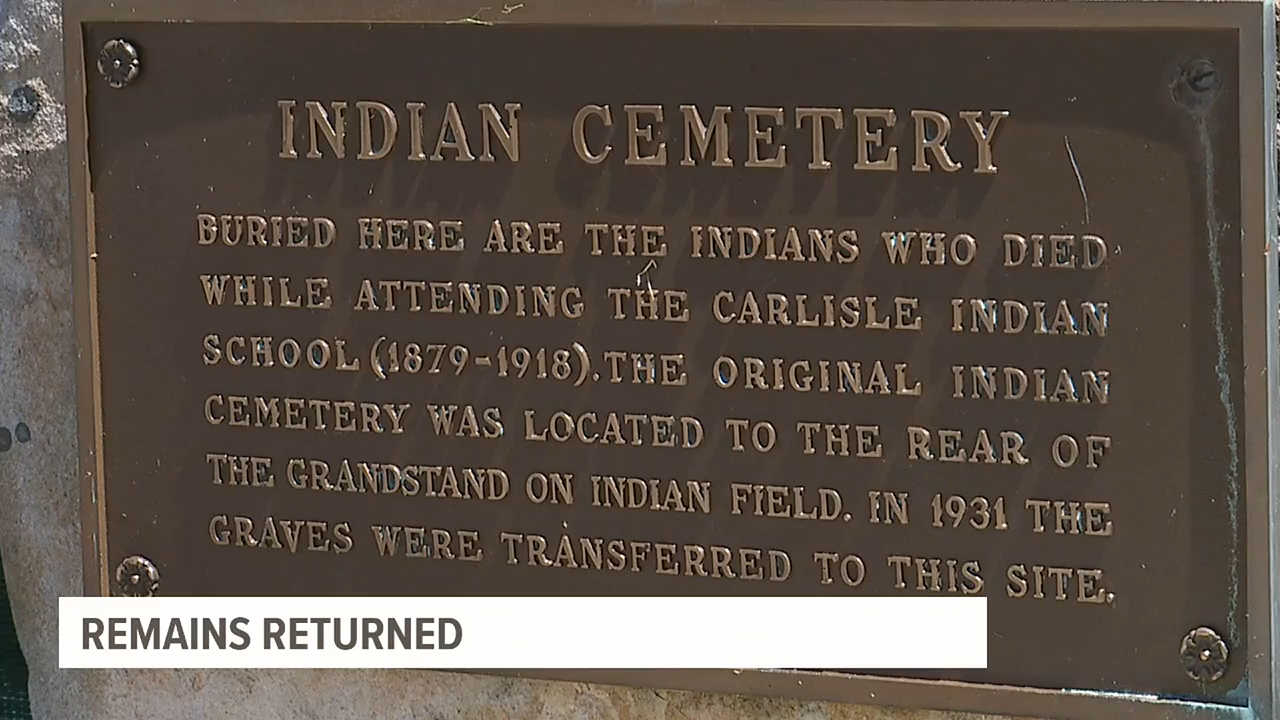 INDIAN CEMETERY
BURIED HERE ARE THE INDIANS WHO DIED
WHILE ATTENDING THE CARLISLE INDIAN
SCHOOL (1879-1918). THE ORIGINAL INDIAN
CEMETERY WAS LOCATED TO THE REAR OF
THE GRANDSTAND ON INDIAN FIELD. IN 1931 THE
GRAVES WERE TRANSFERRED TO THIS SITE.
REMAINS RETURNED